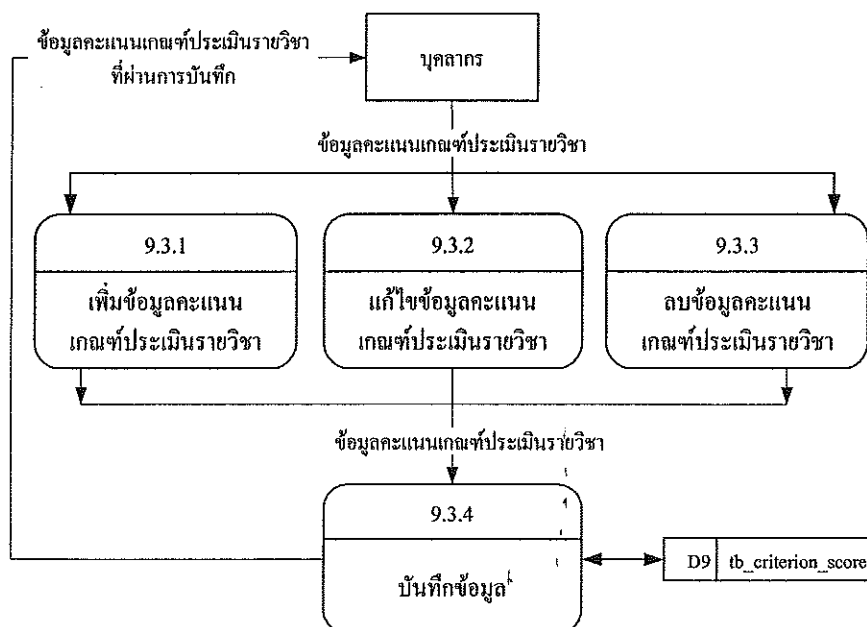 ข้อมูลคะแนนเกณฑ์ประเมินรายวิชา
ที่ผ่านการบันทึก
บุคลากร
ข้อมูลคะแนนเกณฑ์ประเมินรายวิชา
9.3.1
เพิ่มข้อมูลคะแนน
เกณฑ์ประเมินรายวิชา
9.3.2
แก้ไขข้อมูลคะแนน
เกณฑ์ประเมินรายวิชา
9.3.3
ลบข้อมูลคะแนน
เกณฑ์ประเมินรายวิชา
ข้อมูลคะแนนเกณฑ์ประเมินรายวิชา
9.3.4
บันทึกข้อมูล
D9 tb_criterion_score